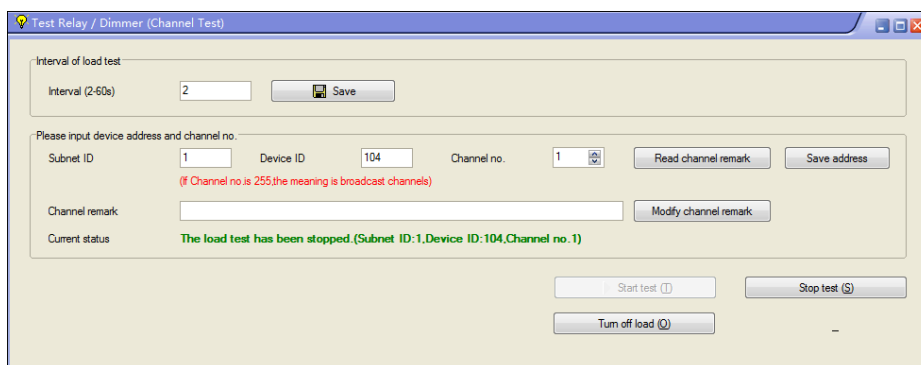 Test Relay / Dimmer (Channel Test)
Interval of load test
Interval (2-60s) 2 Save
Please input device address and channel no.
Subnet ID 1 Device ID 104 Channel no. 1 Read channel remark Save address
(If Channel no.is 255,the meaning is broadcast channels)
Channel remark Modify channel remark
Current status The load test has been stopped.(Subnet ID:1,Device ID:104,Channel no.1)
Start test (T) Stop test (S)
Turn off load (O) _